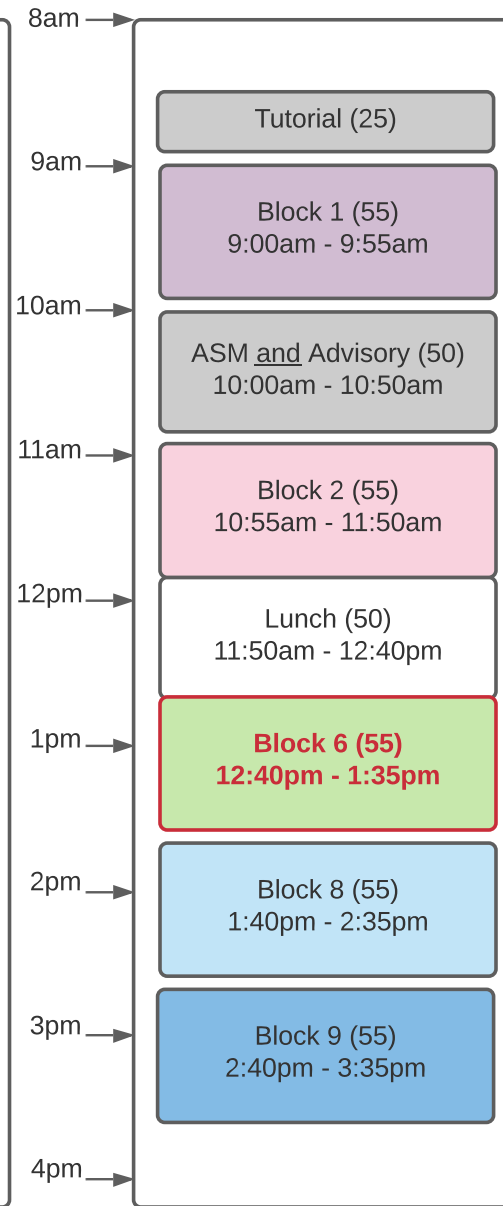 8am
Tutorial (25)
9am
Block 1 (55)
9:00am - 9:55am
10am
ASM and Advisory (50)
10:00am - 10:50am
11am
Block 2 (55)
10:55am - 11:50am
12pm
Lunch (50)
11:50am - 12:40pm
1pm
Block 6 (55)
12:40pm - 1:35pm
2pm
Block 8 (55)
1:40pm - 2:35pm
3pm
Block 9 (55)
2:40pm - 3:35pm
4pm